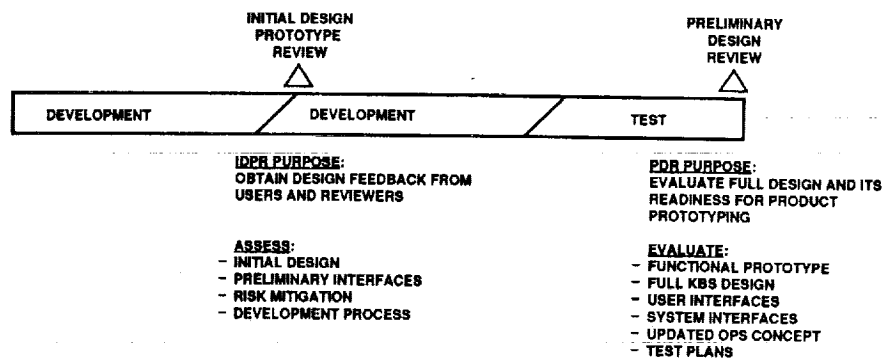 INITIAL DESIGN
PROTOTYPE
REVIEW
PRELIMINARY
DESIGN
REVIEW
DEVELOPMENT
DEVELOPMENT
TEST
IDPR PURPOSE:
OBTAIN DESIGN FEEDBACK FROM
USERS AND REVIEWERS
PDR PURPOSE:
EVALUATE FULL DESIGN AND ITS
READINESS FOR PRODUCT
PROTOTYPING
ASSESS:
- INITIAL DESIGN
- PRELIMINARY INTERFACES
- RISK MITIGATION
- DEVELOPMENT PROCESS
EVALUATE:
- FUNCTIONAL PROTOTYPE
- FULL KBS DESIGN
- USER INTERFACES
- SYSTEM INTERFACES
- UPDATED OPS CONCEPT
- TEST PLANS